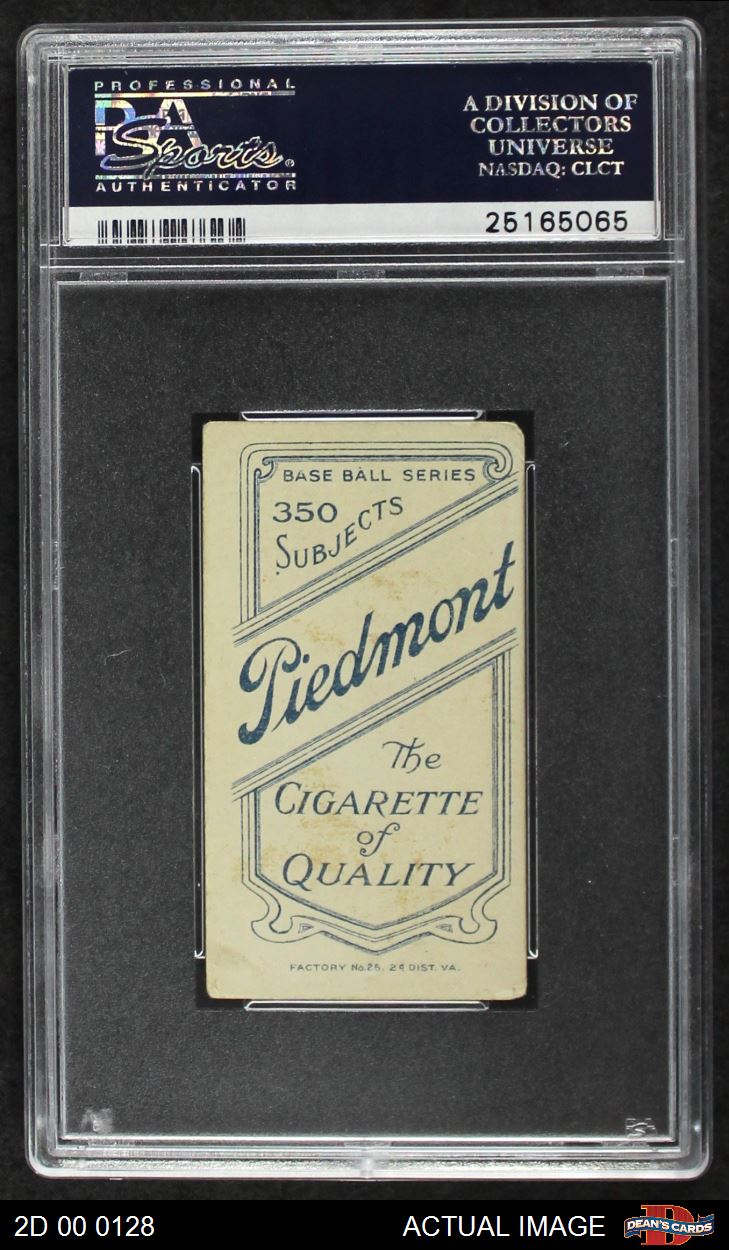 PROFESSIONAL
PSA
Sports®
AUTHENTICATOR
A DIVISION OF
COLLECTORS
UNIVERSE
NASDAQ: CLCT
25165065
BASE BALL SERIES
350
SUBJECTS
Piedmont
The
CIGARETTE
of
QUALITY
FACTORY No.25. 2d DIST. VA.
PSA
2D 00 0128
ACTUAL IMAGE
DEAN'S CARDS